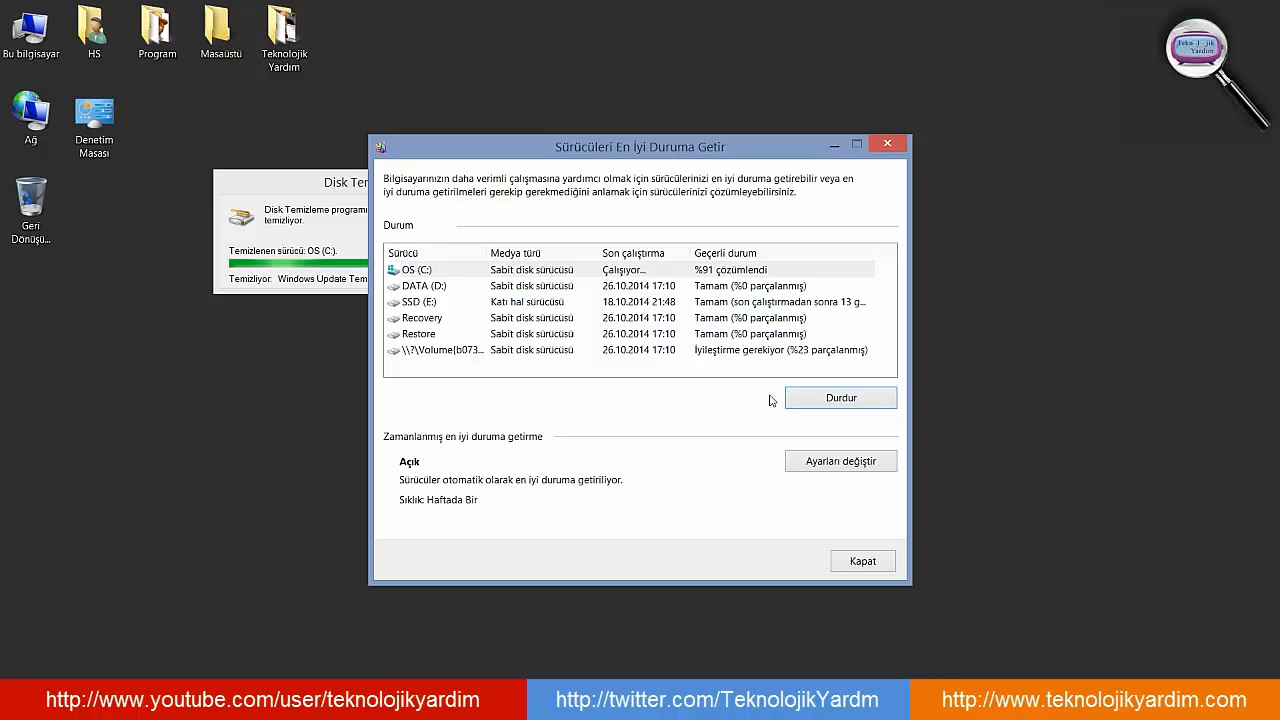 Bu bilgisayar
HS
Program
Masaüstü
Teknolojik
Yardım
Ağ
Denetim
Masası
Geri
Dönüşü...
Yardım
Disk Tem
Disk Temizleme programı
temizliyor.
Temizlenen sürücü: OS (C:).
Temizliyor: Windows Update Tem
Sürücüleri En İyi Duruma Getir
Bilgisayarınızın daha verimli çalışmasına yardımcı olmak için sürücülerinizi en iyi duruma getirebilir veya en
iyi duruma getirilmeleri gerekip gerekmediğini anlamak için sürücülerinizi çözümleyebilirsiniz.
Durum
Sürücü Medya türü Son çalıştırma Geçerli durum
OS (C:) Sabit disk sürücüsü Çalışıyor... %91 çözümlendi
DATA (D:) Sabit disk sürücüsü 26.10.2014 17:10 Tamam (%0 parçalanmış)
SSD (E:) Katı hal sürücüsü 18.10.2014 21:48 Tamam (son çalıştırmadan sonra 13 g...
Recovery Sabit disk sürücüsü 26.10.2014 17:10 Tamam (%0 parçalanmış)
Restore Sabit disk sürücüsü 26.10.2014 17:10 Tamam (%0 parçalanmış)
\\?\Volume{b073... Sabit disk sürücüsü 26.10.2014 17:10 İyileştirme gerekiyor (%23 parçalanmış)
Durdur
Zamanlanmış en iyi duruma getirme
Açık
Sürücüler otomatik olarak en iyi duruma getiriliyor.
Sıklık: Haftada Bir
Ayarları değiştir
Kapat
http://www.youtube.com/user/teknolojikyardim
http://twitter.com/TeknolojikYardm
http://www.teknolojikyardim.com